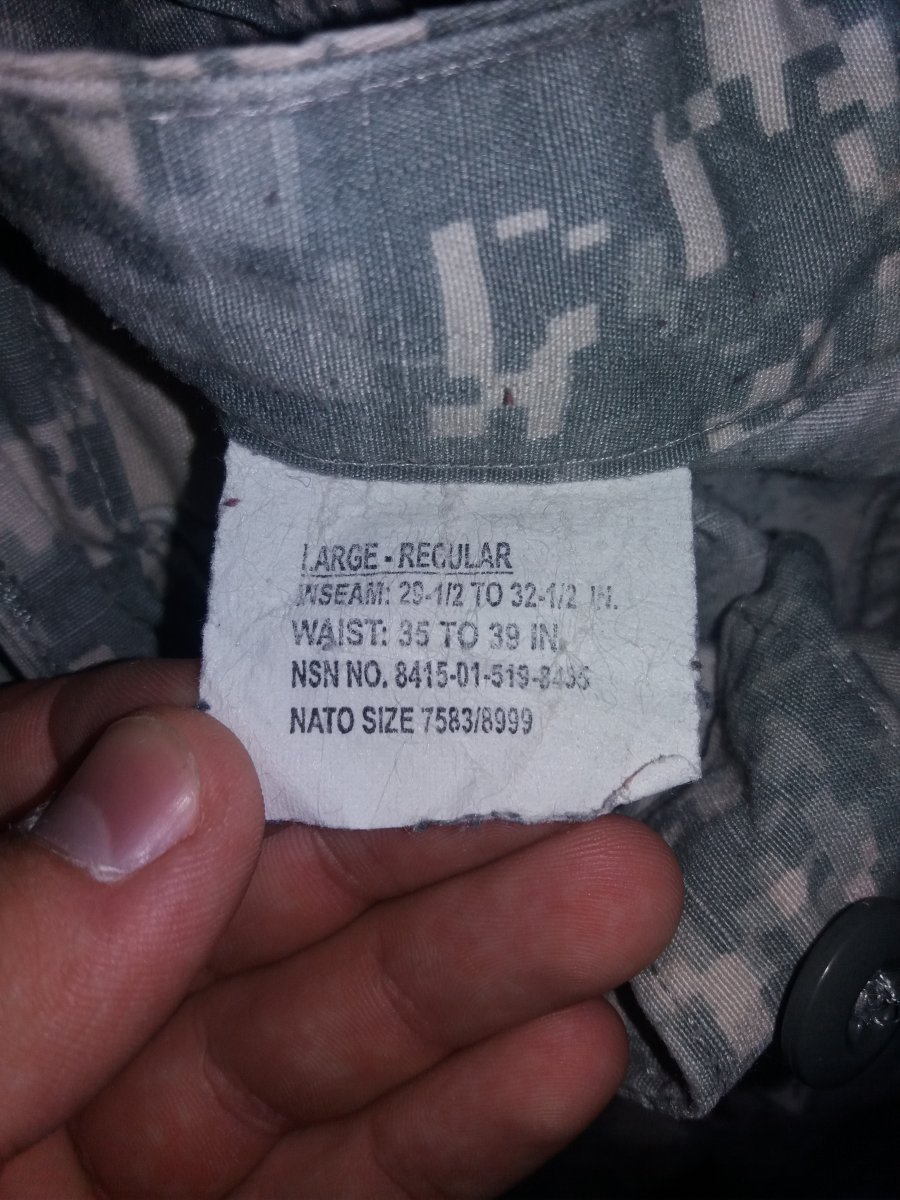 LARGE - REGULAR
INSEAM: 29-1/2 TO 32-1/2 IN.
WAIST: 35 TO 39 IN.
NSN NO.
NATO SIZE 7583/8999